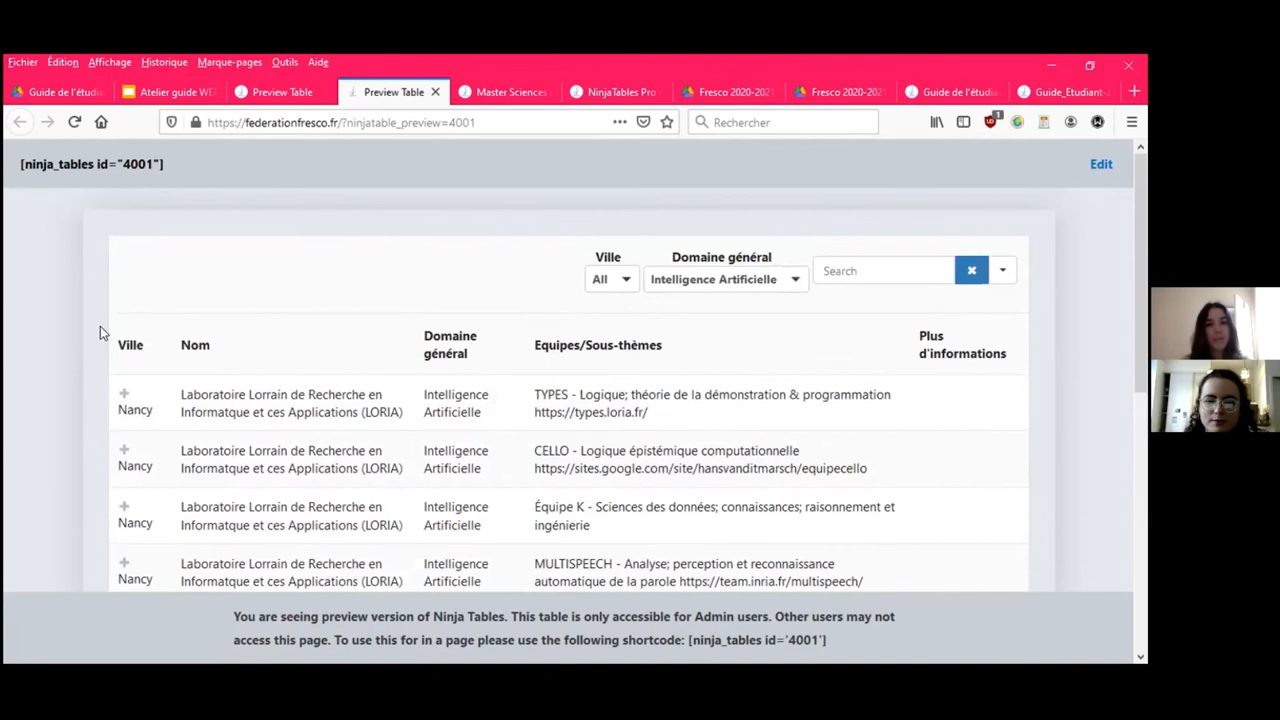 Fichier Édition Affichage Historique Marque-pages Outils Aide
Guide de l'étudia Atelier guide WE Preview Table Preview Table Master Sciences NinjaTables Pro Fresco 2020-2021 Fresco 2020-2021 Guide de l'étudia Guide_Etudiant-
https://federationfresco.fr/?ninjatable_preview=4001 Rechercher
[ninja_tables id="4001"] Edit
Ville Domaine général
All Intelligence Artificielle Search
Ville Nom Domaine général Equipes/Sous-thèmes Plus d'informations
Nancy
Laboratoire Lorrain de Recherche en
Informatque et ces Applications (LORIA)
Intelligence
Artificielle
TYPES - Logique; théorie de la démonstration & programmation
https://types.loria.fr/
Nancy
Laboratoire Lorrain de Recherche en
Informatque et ces Applications (LORIA)
Intelligence
Artificielle
CELLO - Logique épistémique computationnelle
https://sites.google.com/site/hansvanditmarsch/equipecello
Nancy
Laboratoire Lorrain de Recherche en
Informatque et ces Applications (LORIA)
Intelligence
Artificielle
Équipe K - Sciences des données; connaissances; raisonnement et
ingénierie
Nancy
Laboratoire Lorrain de Recherche en
Informatque et ces Applications (LORIA)
Intelligence
Artificielle
MULTISPEECH - Analyse; perception et reconnaissance
automatique de la parole https://team.inria.fr/multispeech/
You are seeing preview version of Ninja Tables. This table is only accessible for Admin users. Other users may not
access this page. To use this for in a page please use the following shortcode: [ninja_tables id='4001']